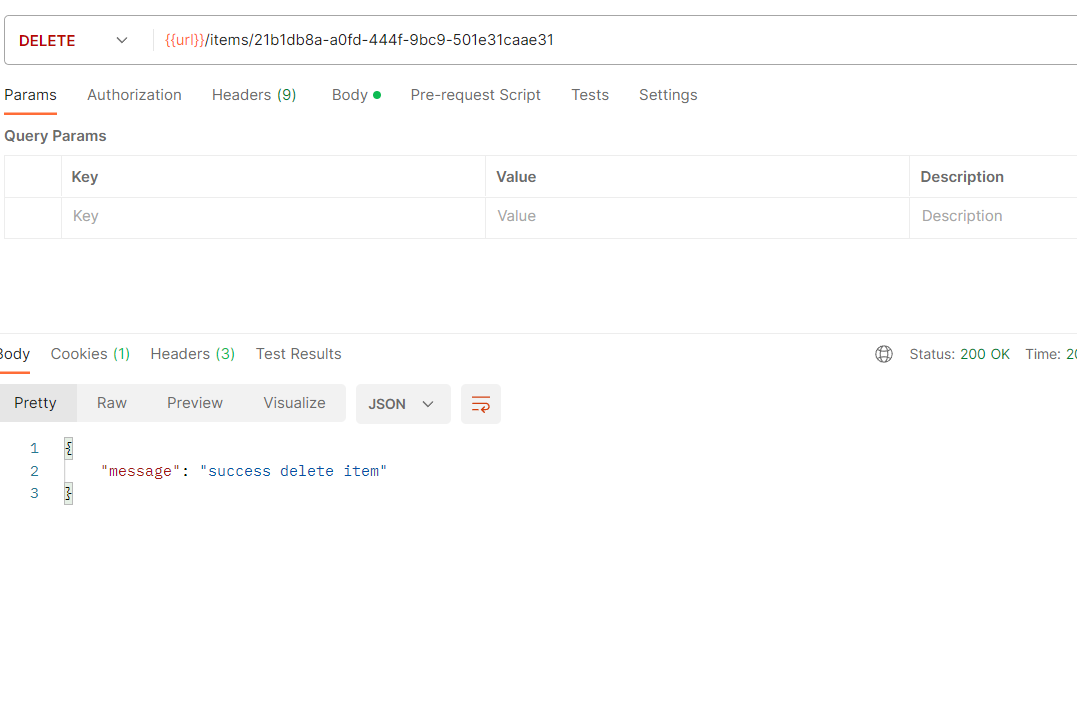 DELETE {{url}}/items/21b1db8a-a0fd-444f-9bc9-501e31caae31
Params Authorization Headers (9) Body Pre-request Script Tests Settings
Query Params
Key Value Description
Key Value Description
Body Cookies (1) Headers (3) Test Results Status: 200 OK Time: 20
Pretty Raw Preview Visualize JSON
1 {
2 "message": "success delete item"
3 }